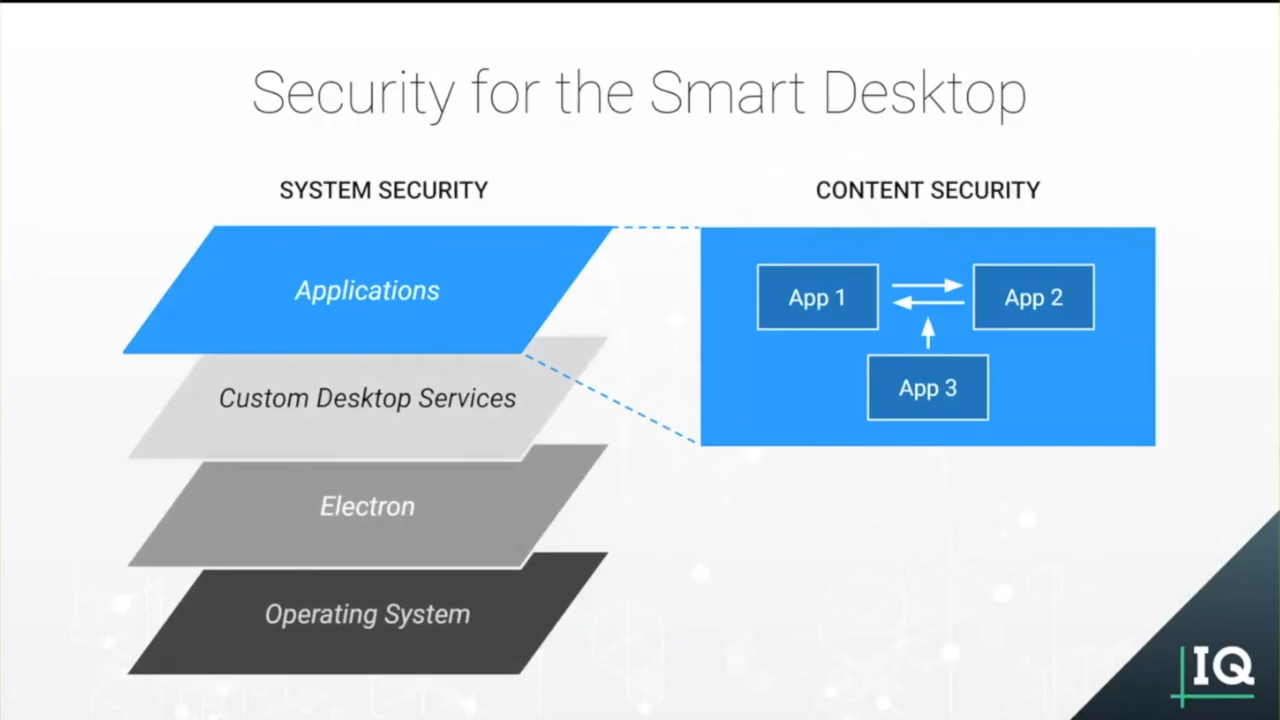 Security for the Smart Desktop
SYSTEM SECURITY
Applications
Custom Desktop Services
Electron
Operating System
CONTENT SECURITY
App 1
App 2
App 3
IQ